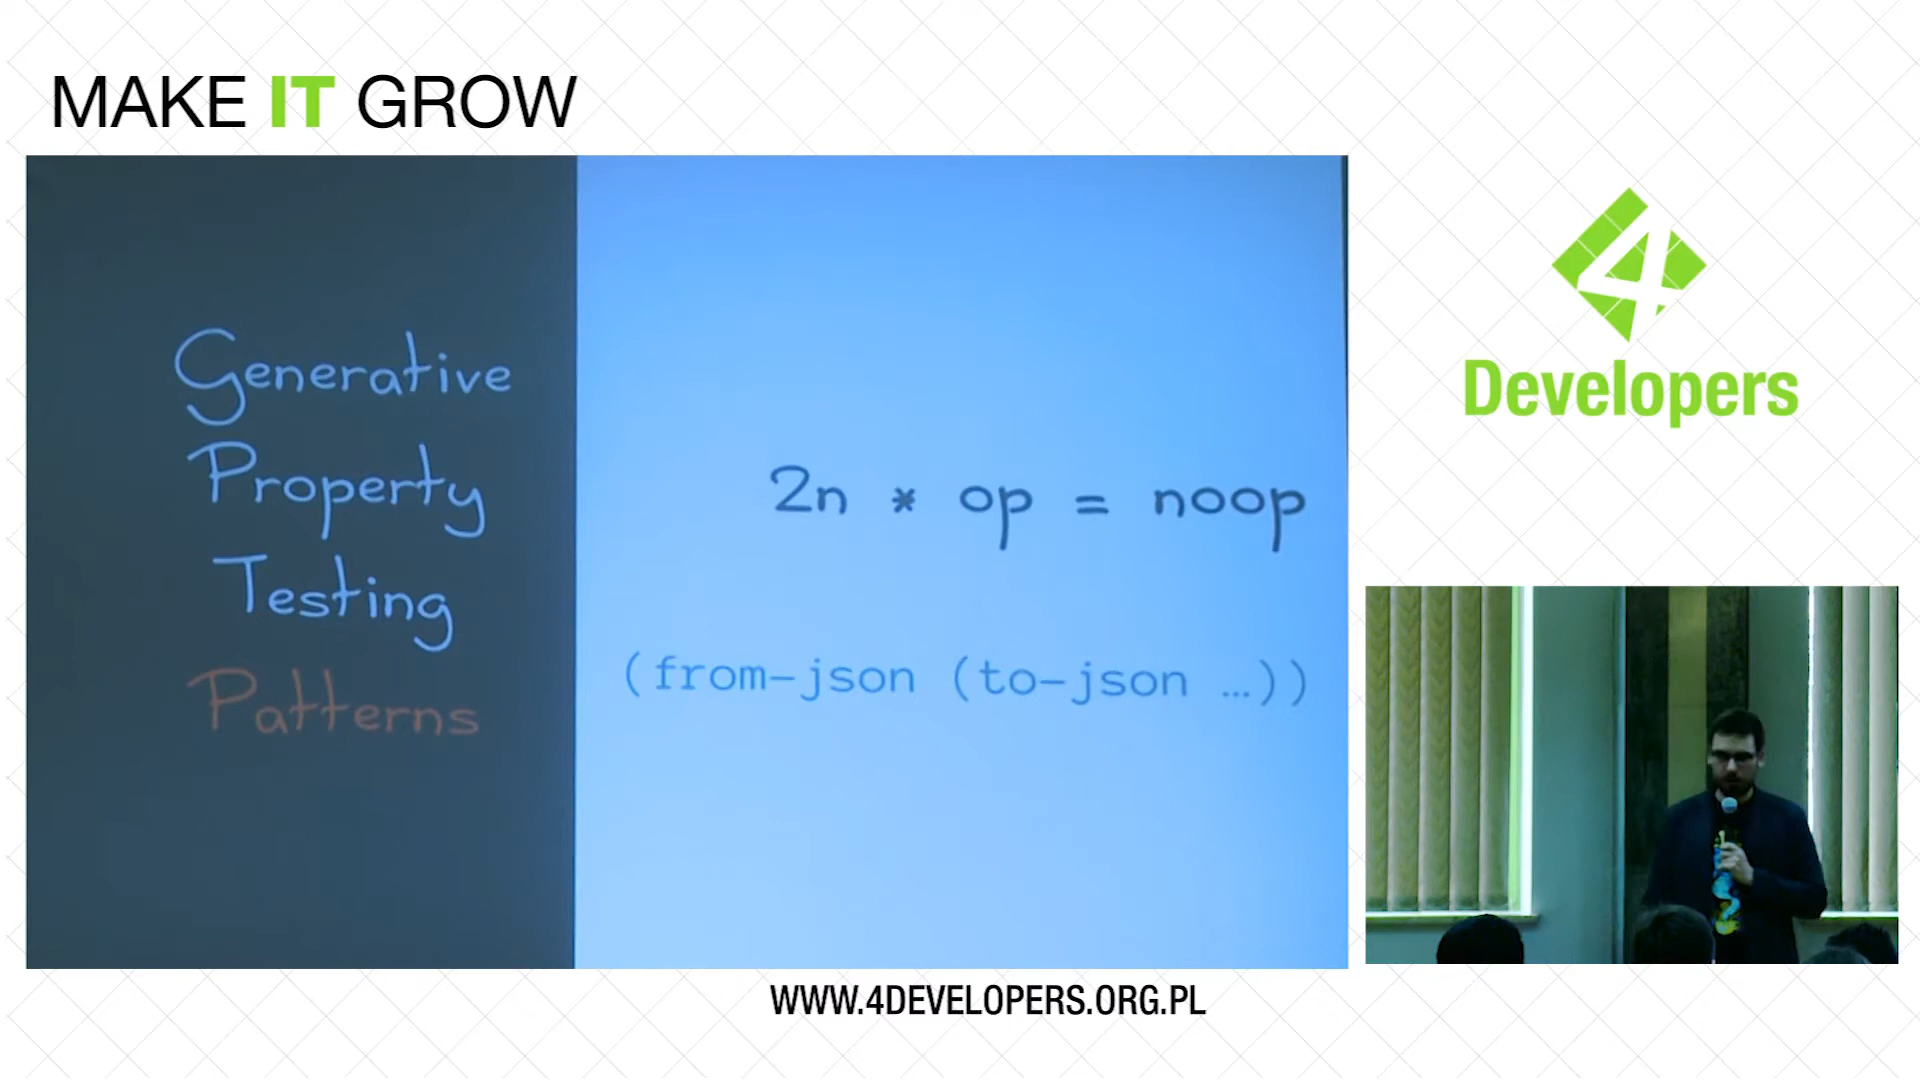 MAKE IT GROW
Generative
Property
Testing
Patterns
2n * op = noop
(from-json (to-json …))
4
Developers
WWW.4DEVELOPERS.ORG.PL